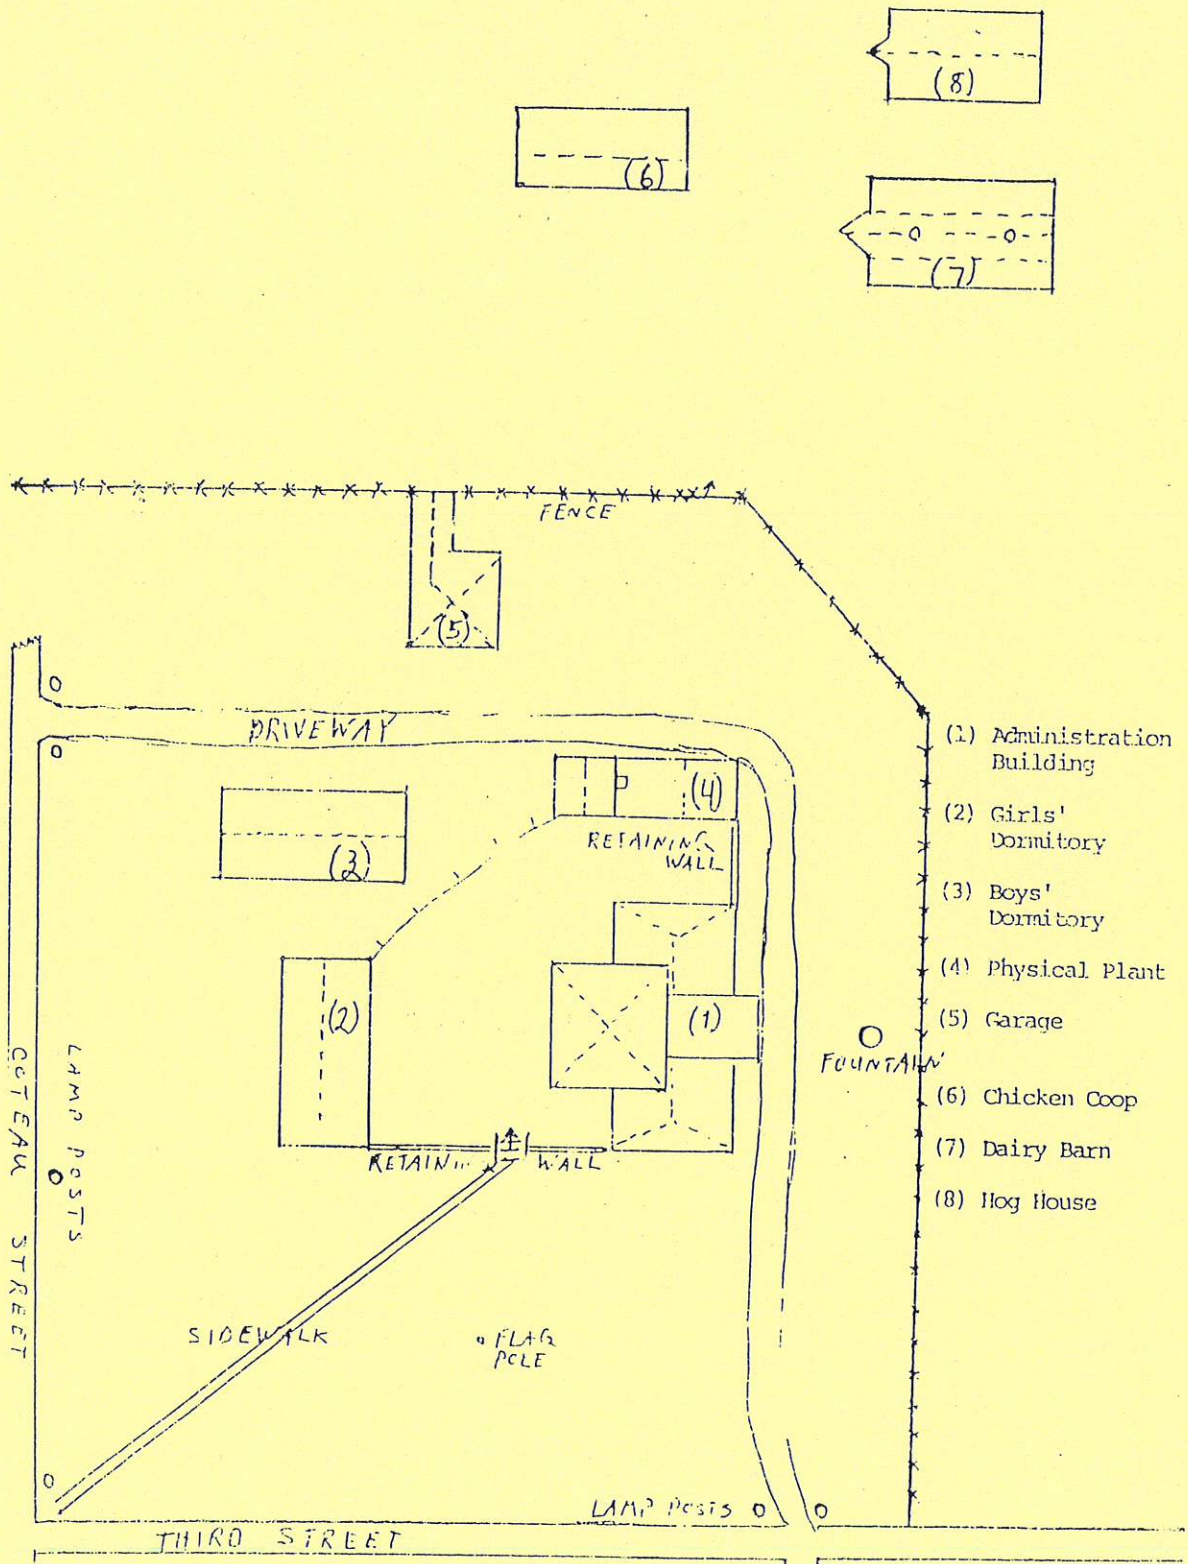 (8)
(6)
(7)
FENCE
(5)
DRIVEWAY
(1) Administration
Building
(4)
(2) Girls'
Dormitory
RETAINING
WALL
(3)
(3) Boys'
Dormitory
(4) Physical Plant
(2)
(1)
(5) Garage
FOUNTAIN
LAMP POSTS
COTEAU STREET
(6) Chicken Coop
(7) Dairy Barn
RETAIN... WALL
(8) Hog House
SIDEWALK
FLAG
POLE
LAMP POSTS
THIRD STREET